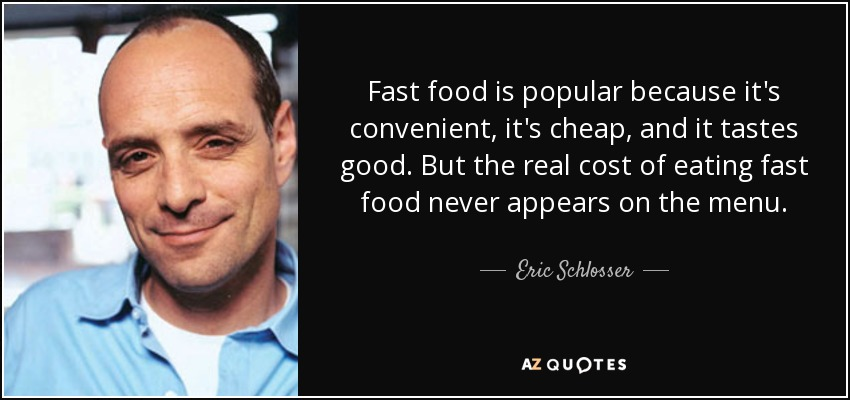 Fast food is popular because it's
convenient, it's cheap, and it tastes
good. But the real cost of eating fast
food never appears on the menu.
Eric Schlosser
AZ QUOTES